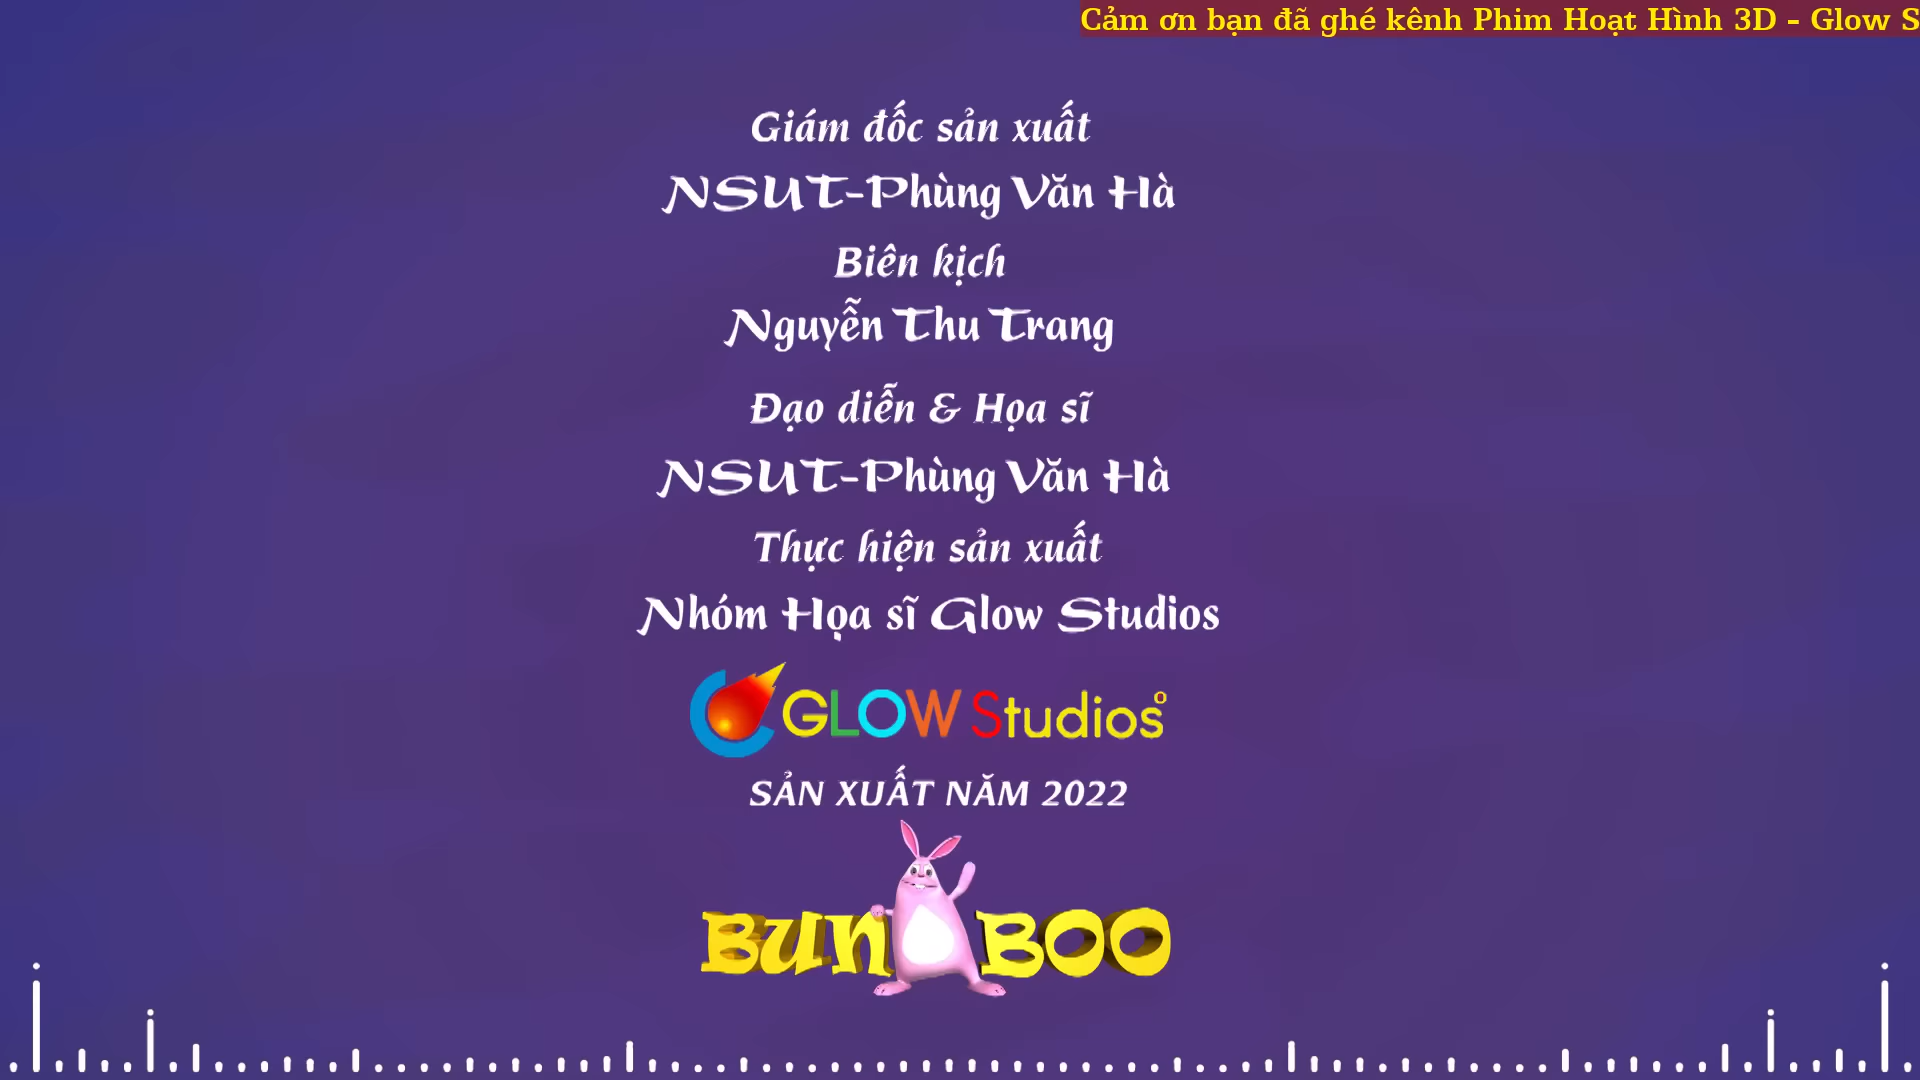 Cảm ơn bạn đã ghé kênh Phim Hoạt Hình 3D - Glow S
Giám đốc sản xuất
NSUT-Phùng Văn Hà
Biên kịch
Nguyễn Thu Trang
Đạo diễn & Họa sĩ
NSUT-Phùng Văn Hà
Thực hiện sản xuất
Nhóm Họa sĩ Glow Studios
GLOW Studios
SẢN XUẤT NĂM 2022
BUN BOO